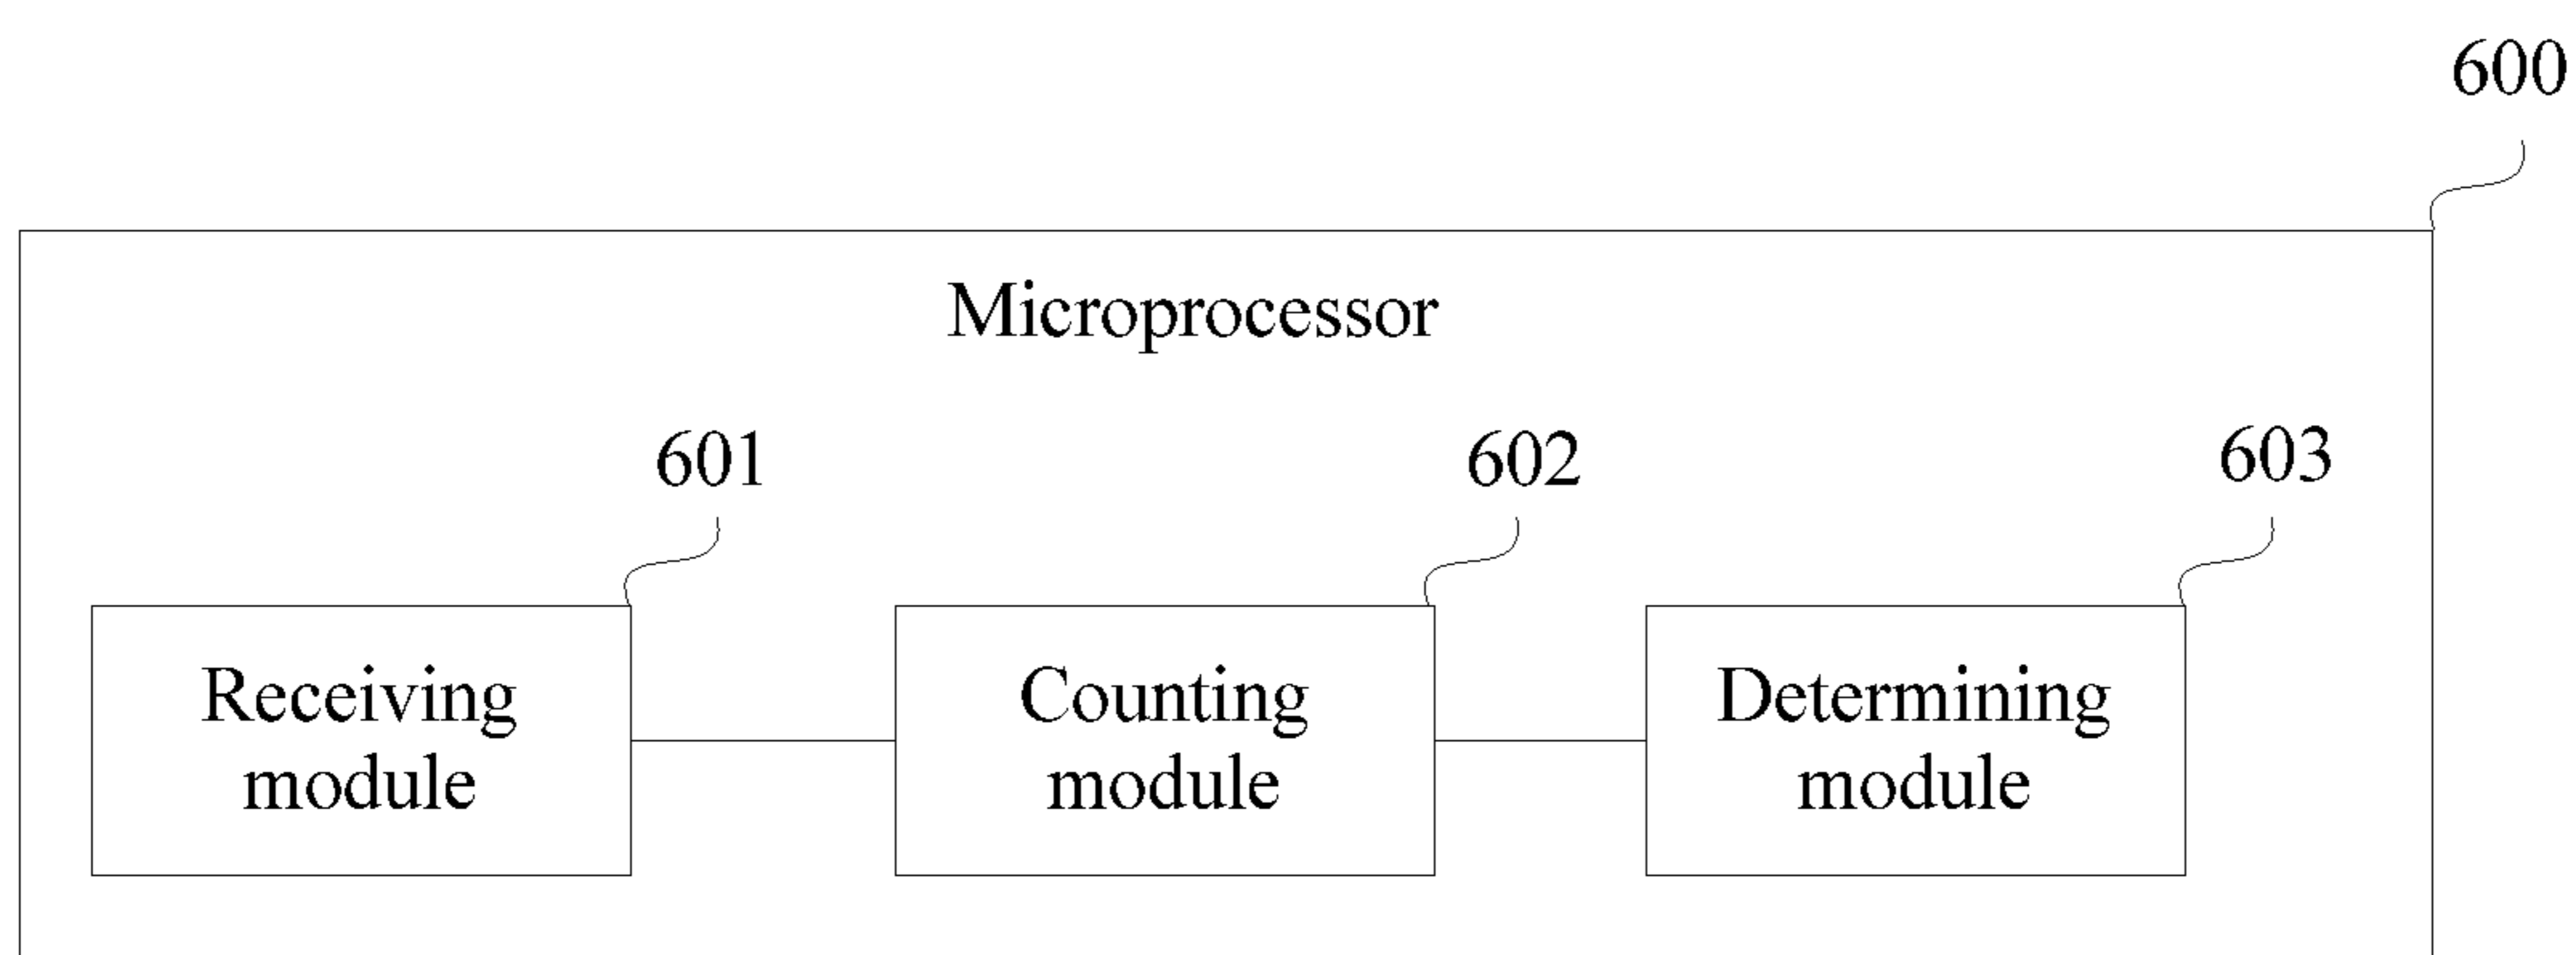 600
Microprocessor
601
602
603
Receiving
module
Counting
module
Determining
module